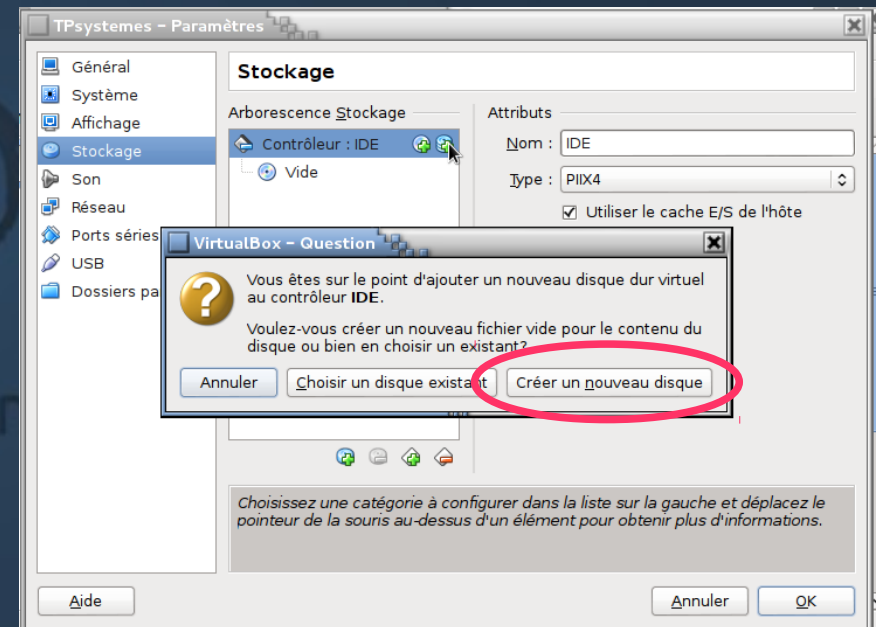 TPsystemes - Paramètres
Général
Système
Affichage
Stockage
Son
Réseau
Ports séries
USB
Dossiers pa
Stockage
Arborescence Stockage
Contrôleur : IDE
Vide
Attributs
Nom : IDE
Type : PIIX4
Utiliser le cache E/S de l'hôte
VirtualBox - Question
Vous êtes sur le point d'ajouter un nouveau disque dur virtuel
au contrôleur IDE.
Voulez-vous créer un nouveau fichier vide pour le contenu du
disque ou bien en choisir un existant?
Annuler
Choisir un disque existant
Créer un nouveau disque
Choisissez une catégorie à configurer dans la liste sur la gauche et déplacez le
pointeur de la souris au-dessus d'un élément pour obtenir plus d'informations.
Aide
Annuler
OK